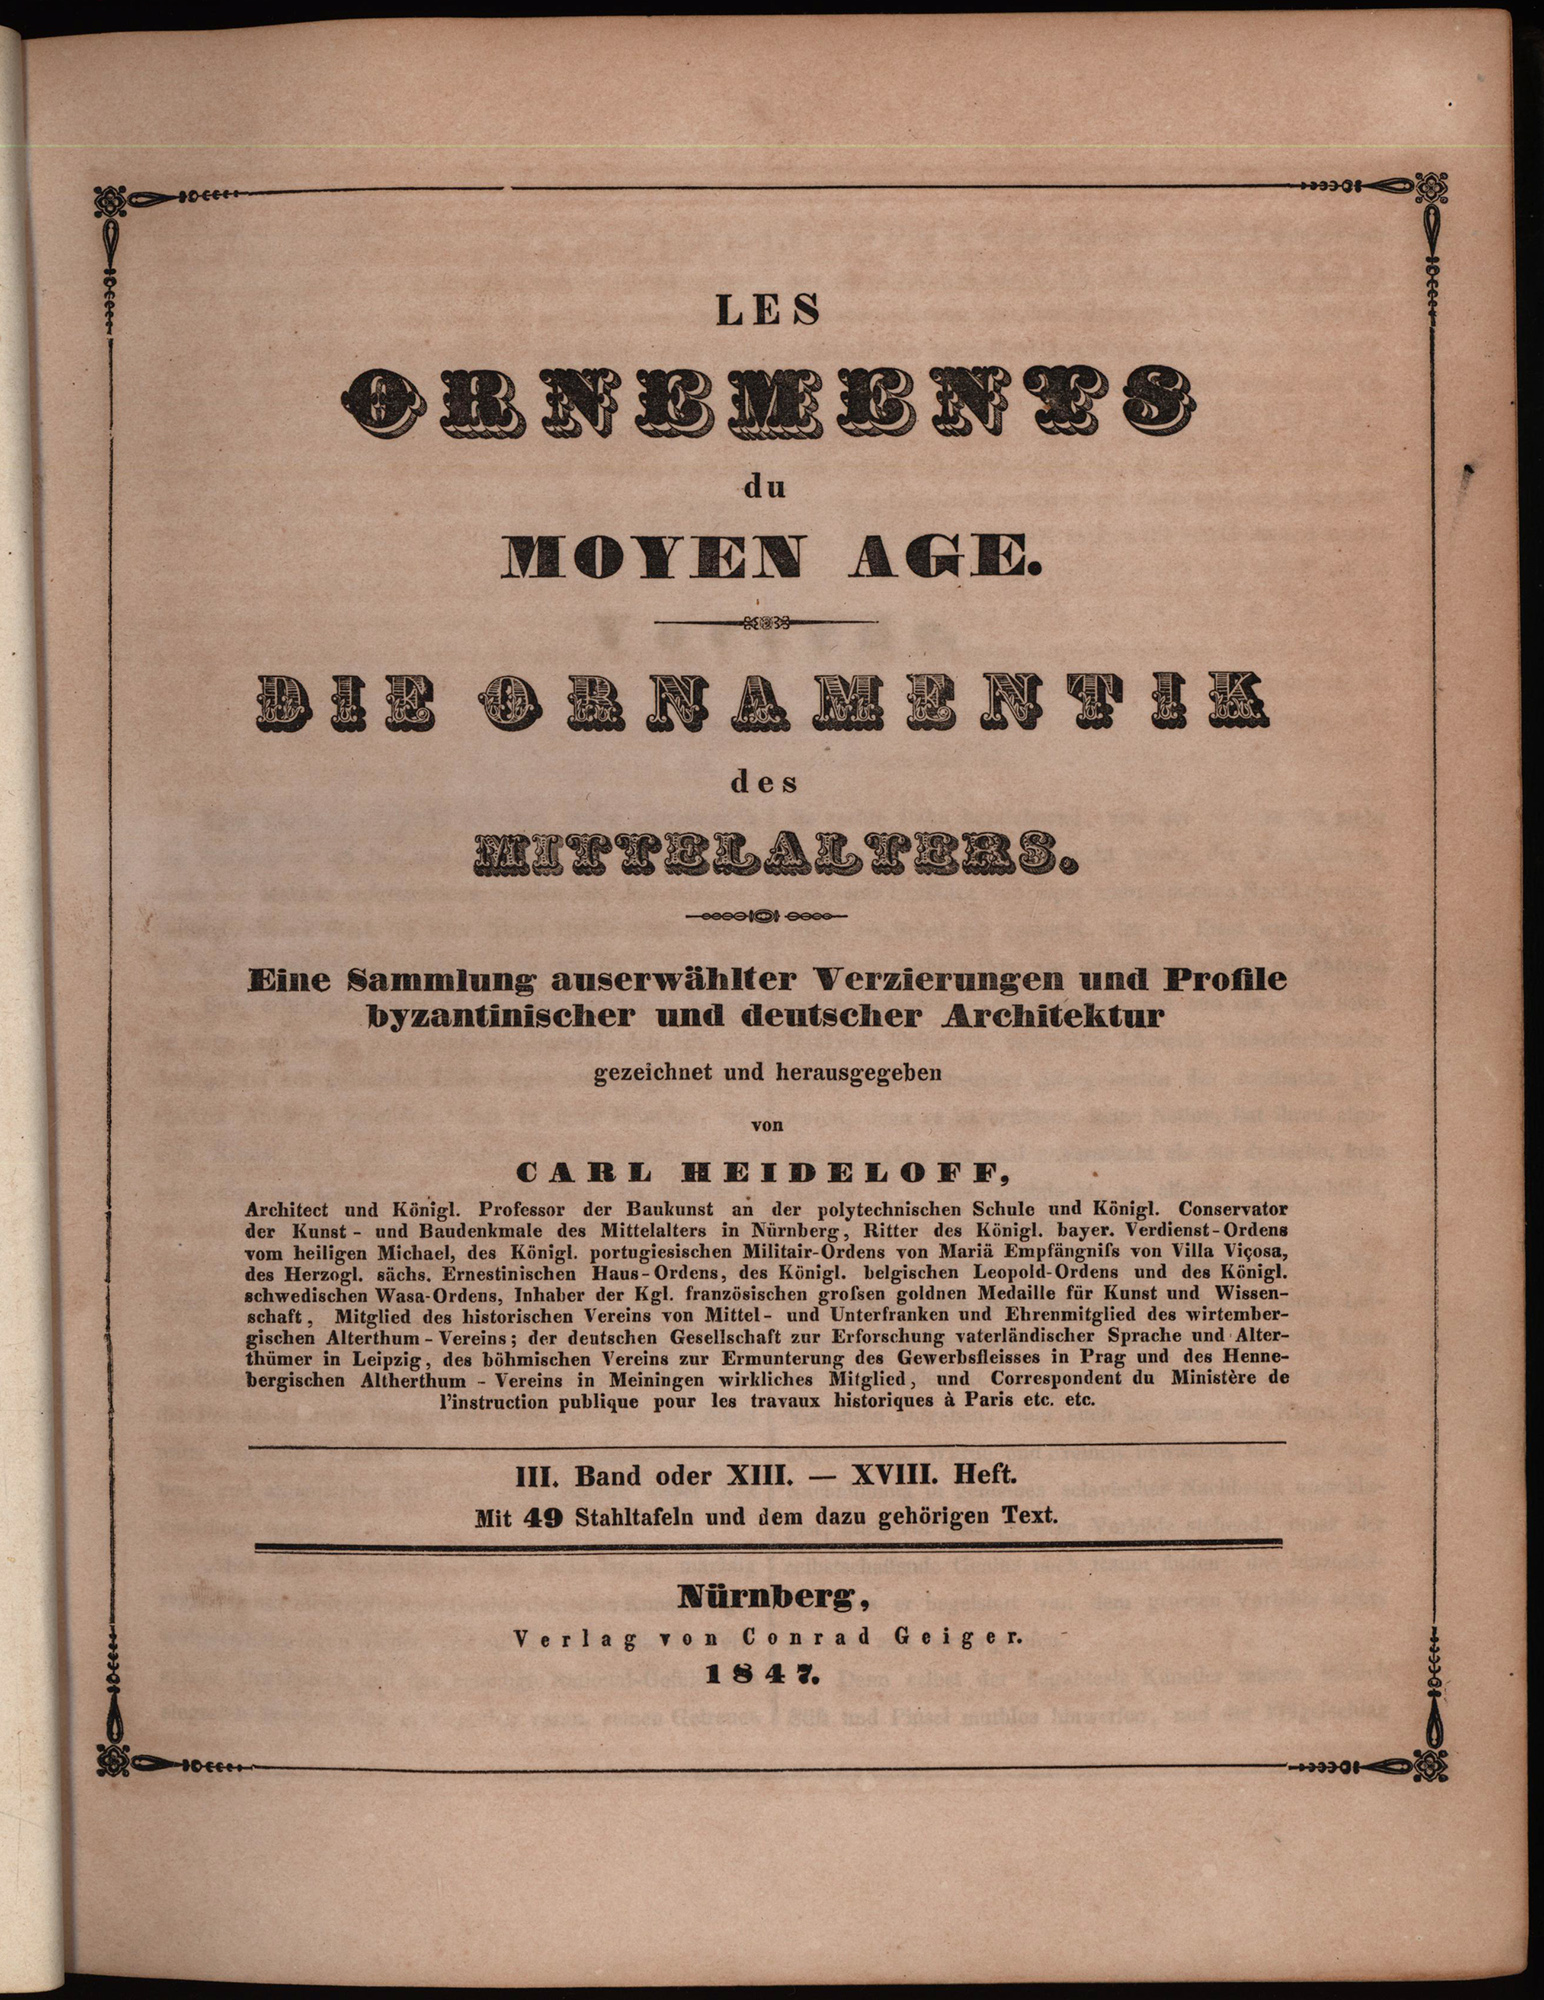 LES
ORNEMENTS
du
MOYEN AGE.
DIE ORNAMENTIK
des
MITTELALTERS.
Eine Sammlung auserwählter Verzierungen und Profile
byzantinischer und deutscher Architektur
gezeichnet und herausgegeben
von
CARL HEIDELOFF,
Architect und Königl. Professor der Baukunst an der polytechnischen Schule und Königl. Conservator
der Kunst- und Baudenkmale des Mittelalters in Nürnberg, Ritter des Königl. bayer. Verdienst-Ordens
vom heiligen Michael, des Königl. portugiesischen Militair-Ordens von Mariä Empfängniſs von Villa Viçosa,
des Herzogl. sächs. Ernestinischen Haus-Ordens, des Königl. belgischen Leopold-Ordens und des Königl.
schwedischen Wasa-Ordens, Inhaber der Kgl. französischen groſsen goldnen Medaille für Kunst und Wissen-
schaft, Mitglied des historischen Vereins von Mittel- und Unterfranken und Ehrenmitglied des wirtember-
gischen Alterthum-Vereins; der deutschen Gesellschaft zur Erforschung vaterländischer Sprache und Alter-
thümer in Leipzig, des böhmischen Vereins zur Ermunterung des Gewerbsfleisses in Prag und des Henne-
bergischen Altherthum-Vereins in Meiningen wirkliches Mitglied, und Correspondent du Ministère de
l'instruction publique pour les travaux historiques à Paris etc. etc.
III. Band oder XIII. — XVIII. Heft.
Mit 49 Stahltafeln und dem dazu gehörigen Text.
Nürnberg,
Verlag von Conrad Geiger.
1847.